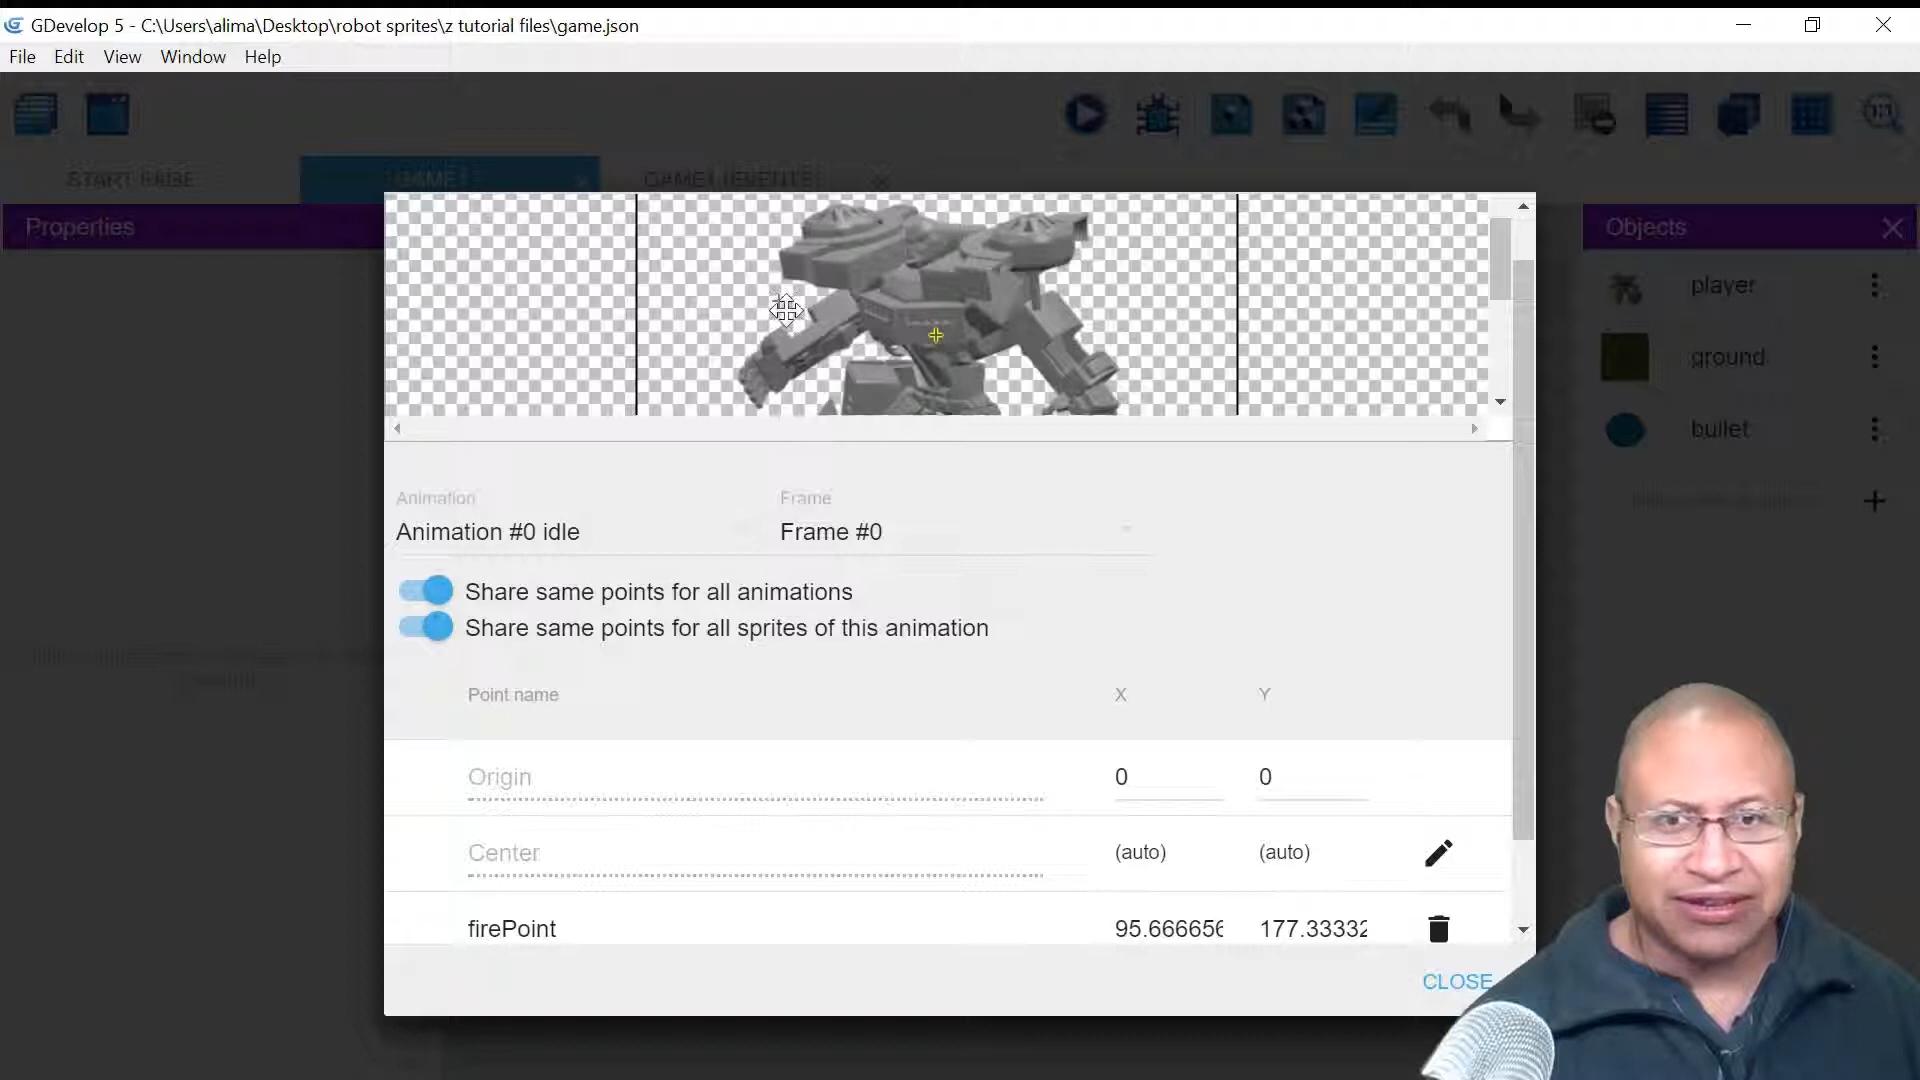 GDevelop 5 - C:\Users\alima\Desktop\robot sprites\z tutorial files\game.json
File Edit View Window Help
START PAGE
Properties
Objects
player
ground
bullet
Animation
Frame
Animation #0 idle
Frame #0
Share same points for all animations
Share same points for all sprites of this animation
Point name
X
Y
Origin
0
0
Center
(auto)
(auto)
firePoint
95.666656
177.33332
CLOSE